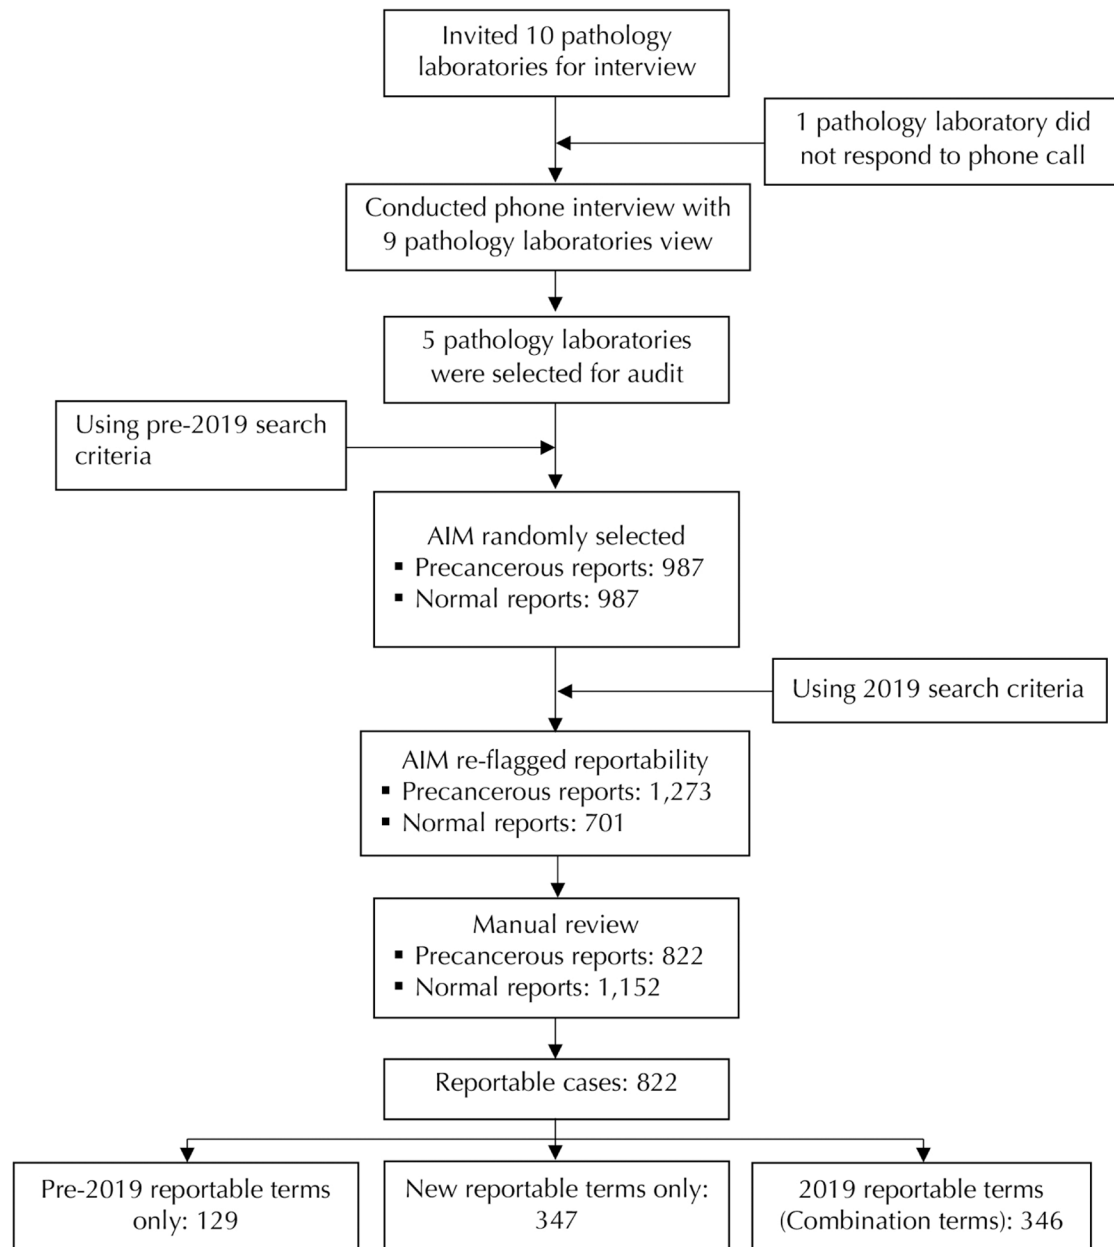 Invited 10 pathology
laboratories for interview
1 pathology laboratory did
not respond to phone call
Conducted phone interview with
9 pathology laboratories view
5 pathology laboratories
were selected for audit
Using pre-2019 search
criteria
AIM randomly selected
▪ Precancerous reports: 987
▪ Normal reports: 987
Using 2019 search criteria
AIM re-flagged reportability
▪ Precancerous reports: 1,273
▪ Normal reports: 701
Manual review
▪ Precancerous reports: 822
▪ Normal reports: 1,152
Reportable cases: 822
Pre-2019 reportable terms
only: 129
New reportable terms only:
347
2019 reportable terms
(Combination terms): 346